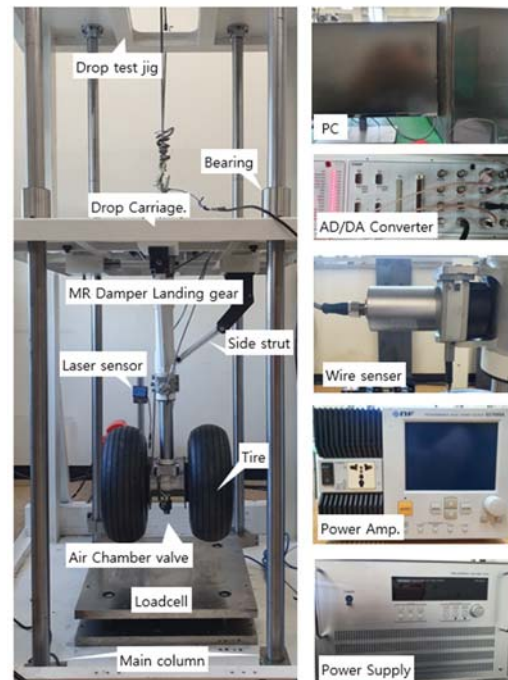 Drop test jig
Bearing
Drop Carriage.
MR Damper Landing gear
Side strut
Laser sensor
Tire
Air Chamber valve
Loadcell
Main column
PC
AD/DA Converter
Wire senser
nF
Power Amp.
Power Supply